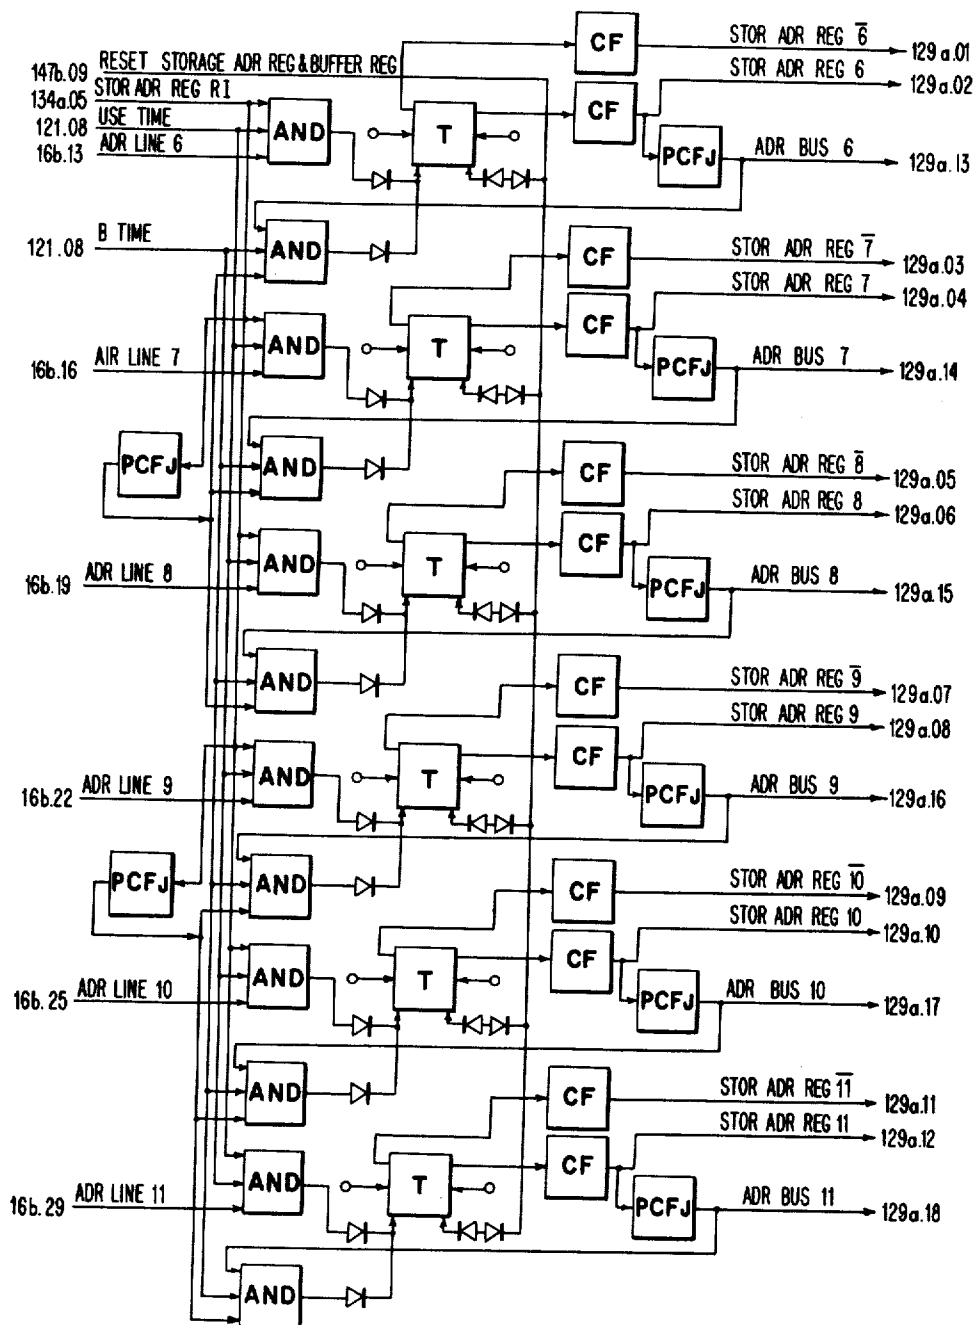 CF
STOR ADR REG 6̅
129a.01
147b.09 RESET STORAGE ADR REG & BUFFER REG
STOR ADR REG 6
129a.02
134a.05 STOR ADR REG RI
CF
121.08 USE TIME
AND
T
16b.13 ADR LINE 6
PCFJ
ADR BUS 6
129a.13
121.08 B TIME
AND
CF
STOR ADR REG 7̅
129a.03
STOR ADR REG 7
129a.04
AND
T
CF
16b.16 AIR LINE 7
PCFJ
ADR BUS 7
129a.14
PCFJ
AND
CF
STOR ADR REG 8̅
129a.05
STOR ADR REG 8
129a.06
AND
T
CF
16b.19 ADR LINE 8
PCFJ
ADR BUS 8
129a.15
AND
CF
STOR ADR REG 9̅
129a.07
STOR ADR REG 9
129a.08
AND
T
CF
16b.22 ADR LINE 9
PCFJ
ADR BUS 9
129a.16
PCFJ
AND
CF
STOR ADR REG 1̅0̅
129a.09
STOR ADR REG 10
129a.10
AND
T
CF
16b.25 ADR LINE 10
PCFJ
ADR BUS 10
129a.17
AND
CF
STOR ADR REG 1̅1̅
129a.11
STOR ADR REG 11
129a.12
AND
T
CF
16b.29 ADR LINE 11
PCFJ
ADR BUS 11
129a.18
AND